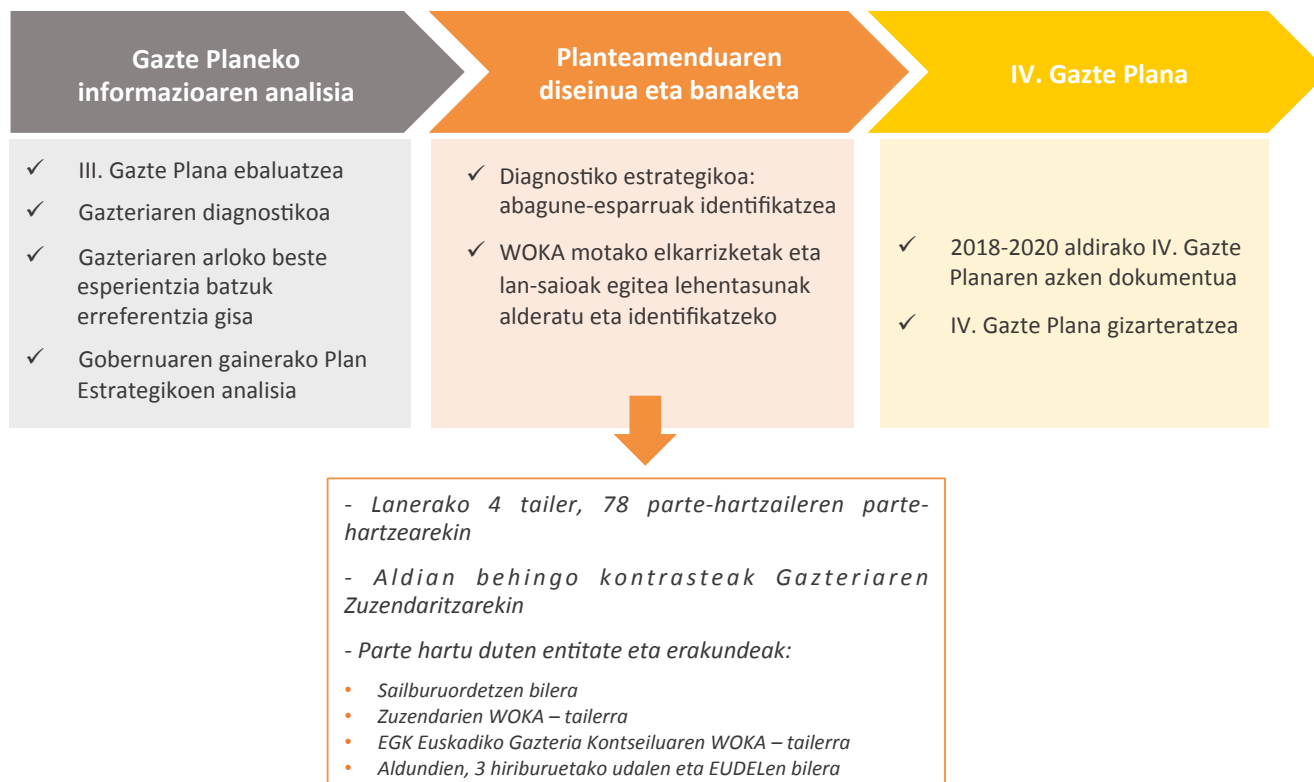 Gazte Planeko
informazioaren analisia
Planteamenduaren
diseinua eta banaketa
IV. Gazte Plana
✓ III. Gazte Plana ebaluatzea
✓ Gazteriaren diagnostikoa
✓ Gazteriaren arloko beste
esperientzia batzuk
erreferentzia gisa
✓ Gobernuaren gainerako Plan
Estrategikoen analisia
✓ Diagnostiko estrategikoa:
abagune-esparruak identifikatzea
✓ WOKA motako elkarrizketak eta
lan-saioak egitea lehentasunak
alderatu eta identifikatzeko
✓ 2018-2020 aldirako IV. Gazte
Planaren azken dokumentua
✓ IV. Gazte Plana gizarteratzea
- Lanerako 4 tailer, 78 parte-hartzaileren parte-
hartzearekin
- Aldian behingo kontrasteak Gazteriaren
Zuzendaritzarekin
- Parte hartu duten entitate eta erakundeak:
• Sailburuordetzen bilera
• Zuzendarien WOKA – tailerra
• EGK Euskadiko Gazteria Kontseiluaren WOKA – tailerra
• Aldundien, 3 hiriburuetako udalen eta EUDELen bilera